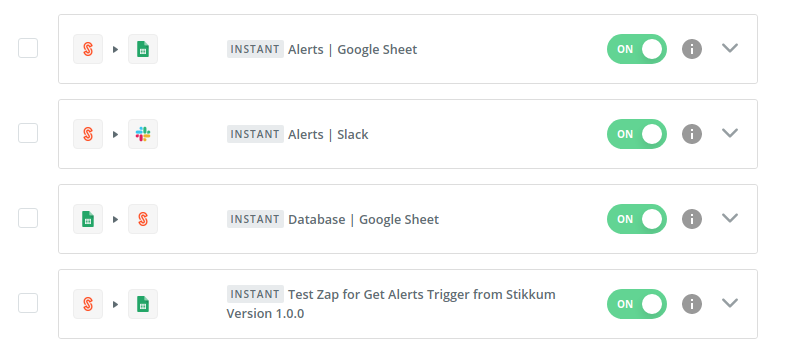 INSTANT Alerts | Google Sheet ON
INSTANT Alerts | Slack ON
INSTANT Database | Google Sheet ON
INSTANT Test Zap for Get Alerts Trigger from Stikkum
Version 1.0.0
ON